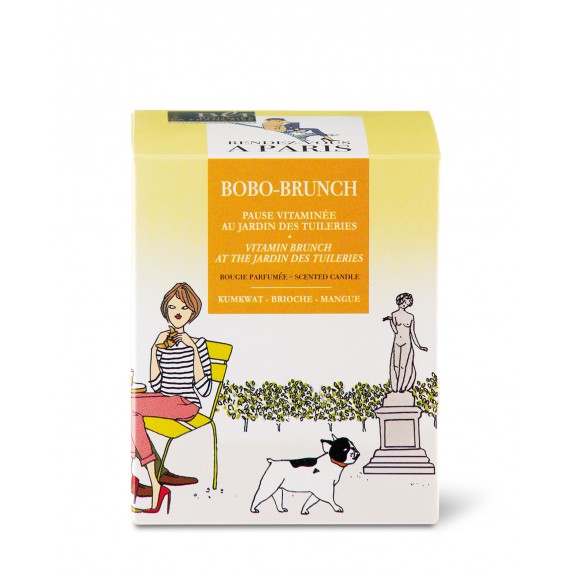 RENDEZ-VOUS
A PARIS
BOBO-BRUNCH
PAUSE VITAMINÉE
AU JARDIN DES TUILERIES
•
VITAMIN BRUNCH
AT THE JARDIN DES TUILERIES
BOUGIE PARFUMÉE - SCENTED CANDLE
KUMKWAT - BRIOCHE - MANGUE